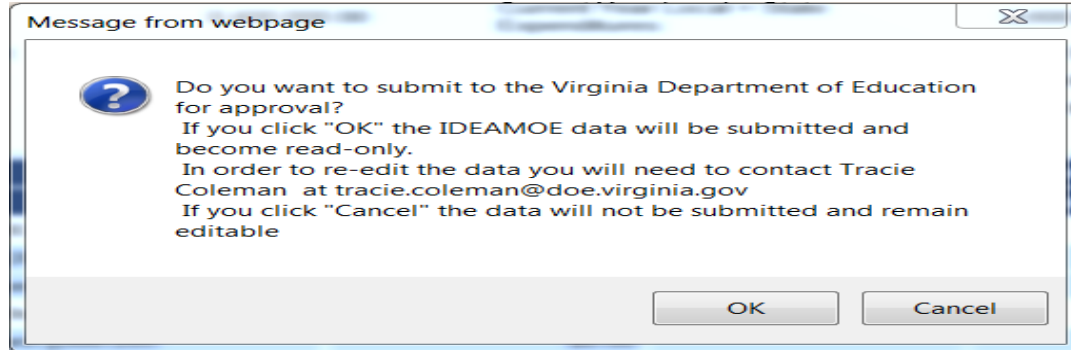 Message from webpage
Do you want to submit to the Virginia Department of Education
for approval?
If you click "OK" the IDEAMOE data will be submitted and
become read-only.
In order to re-edit the data you will need to contact Tracie
Coleman  at tracie.coleman@doe.virginia.gov
If you click "Cancel" the data will not be submitted and remain
editable
OK
Cancel